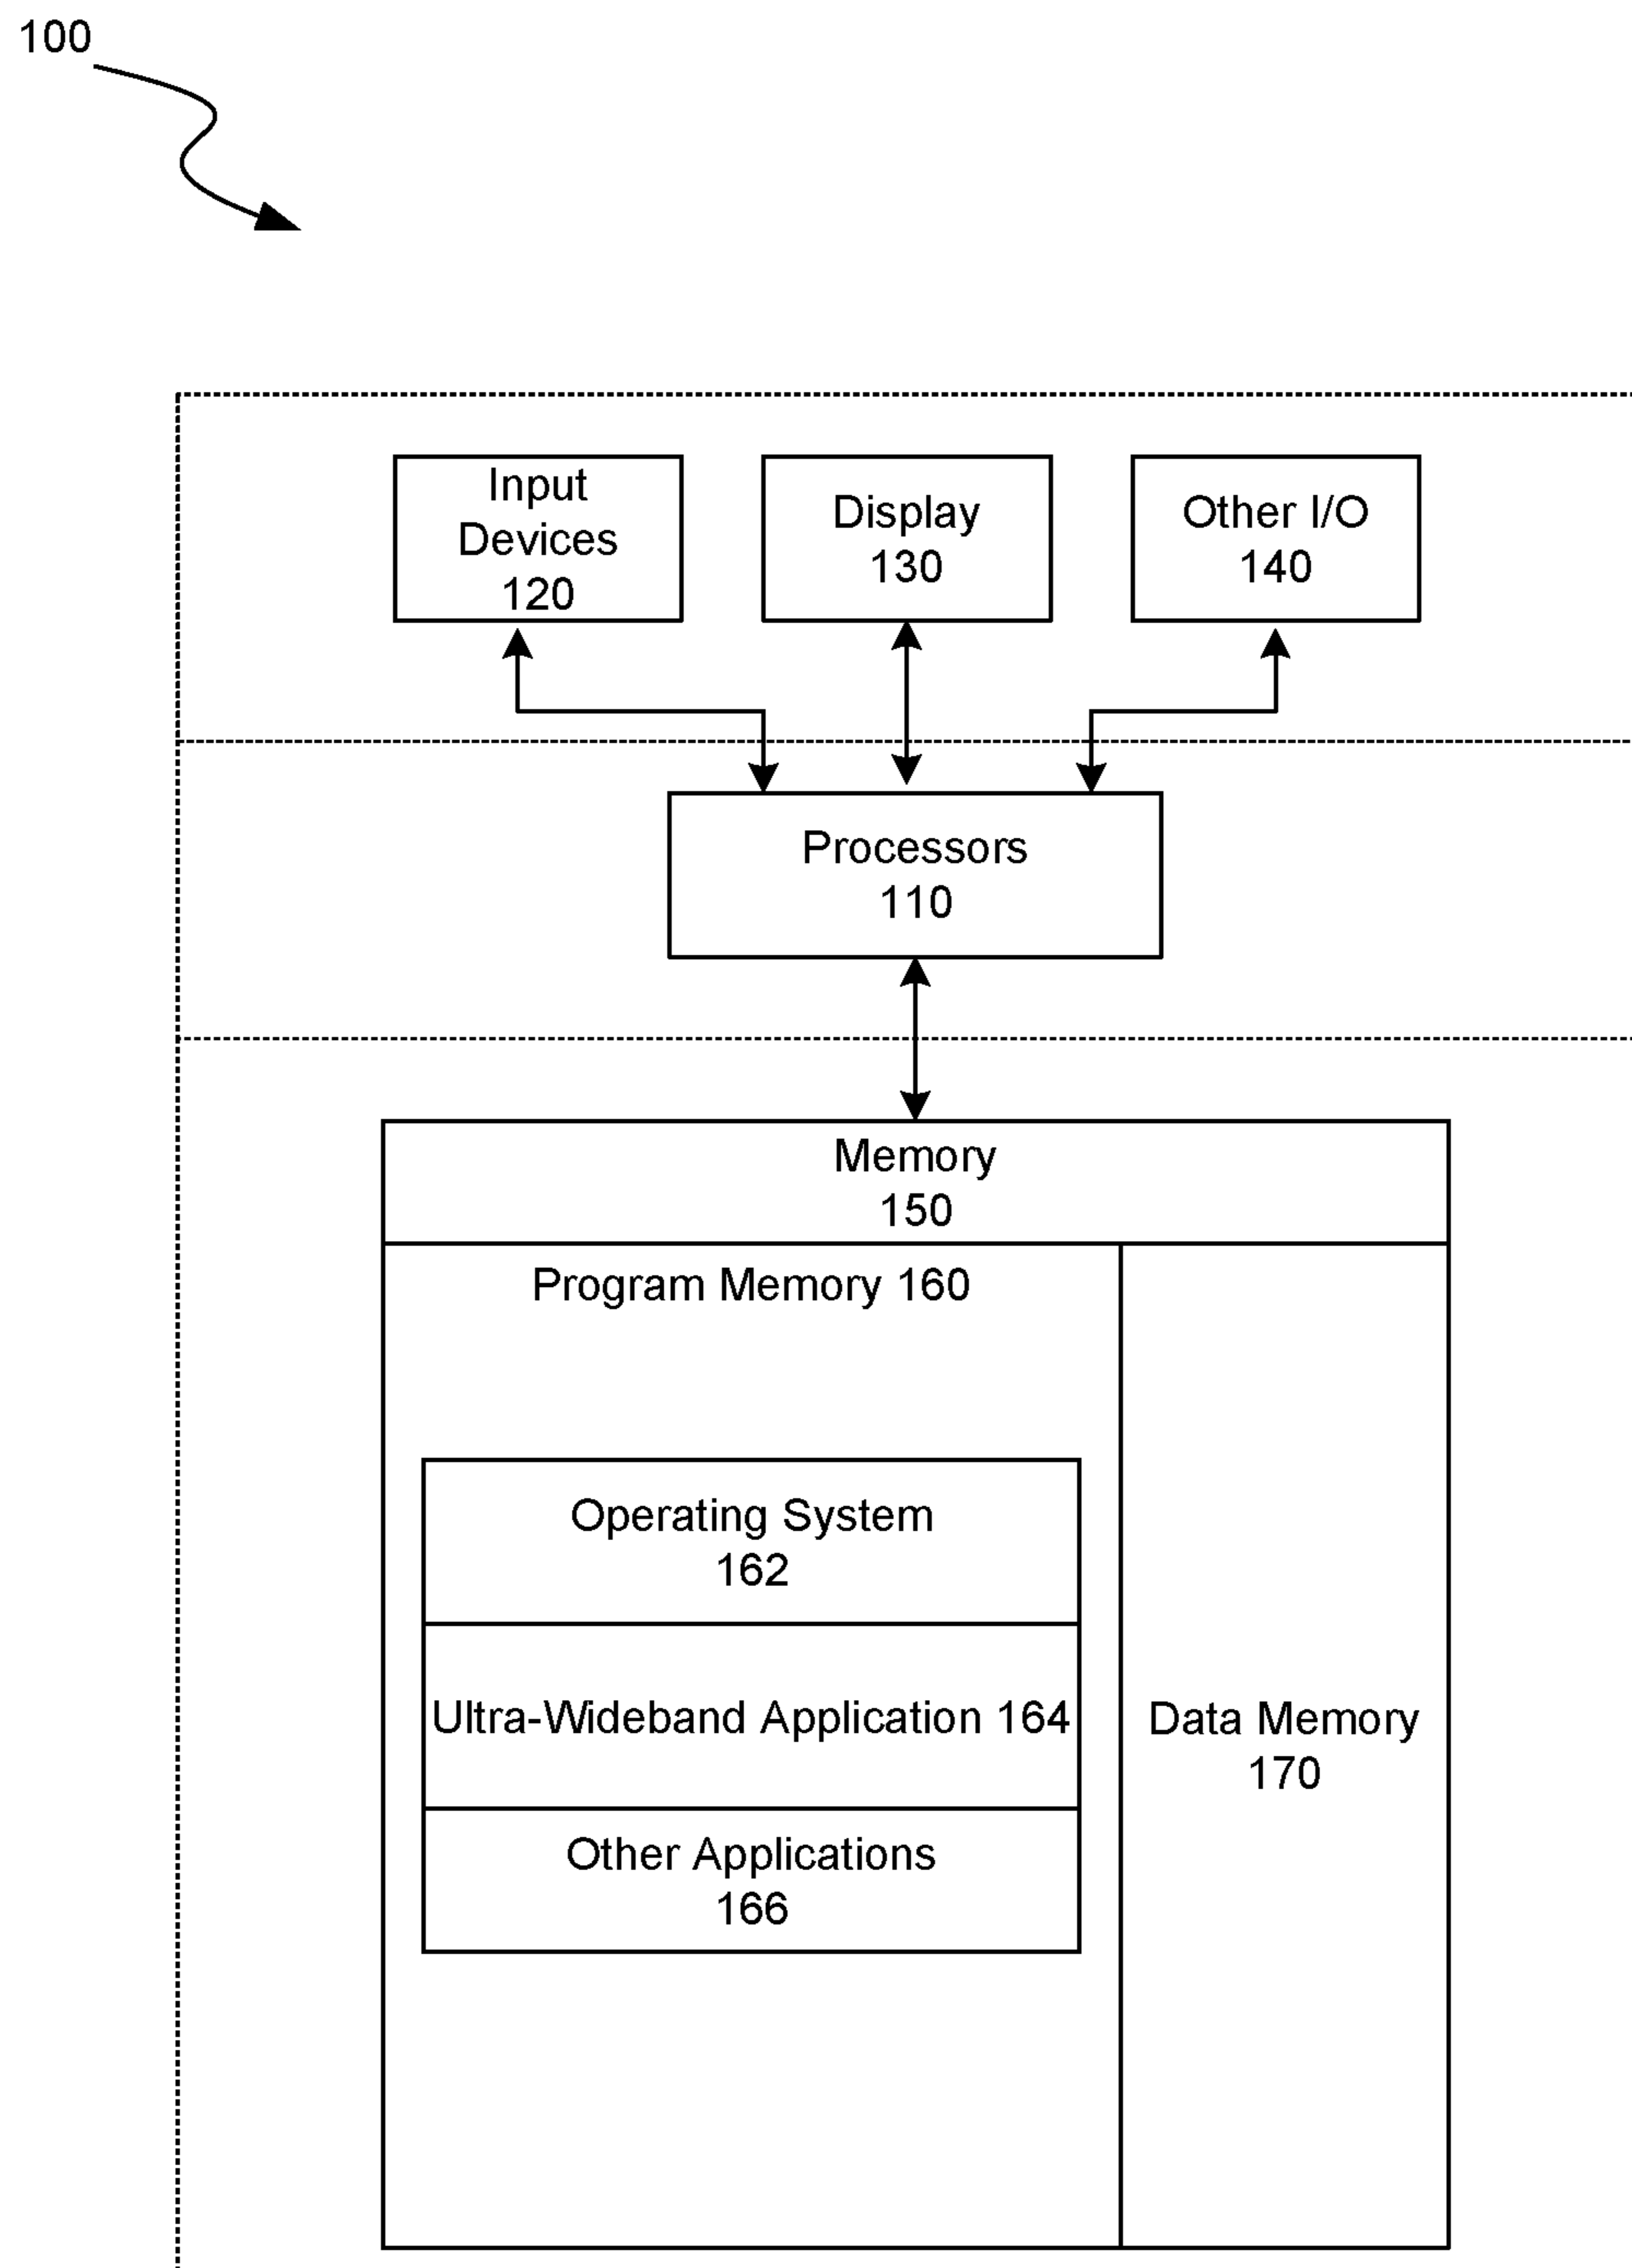 100
Input
Devices
120
Display
130
Other I/O
140
Processors
110
Memory
150
Program Memory 160
Operating System
162
Ultra-Wideband Application 164
Other Applications
166
Data Memory
170